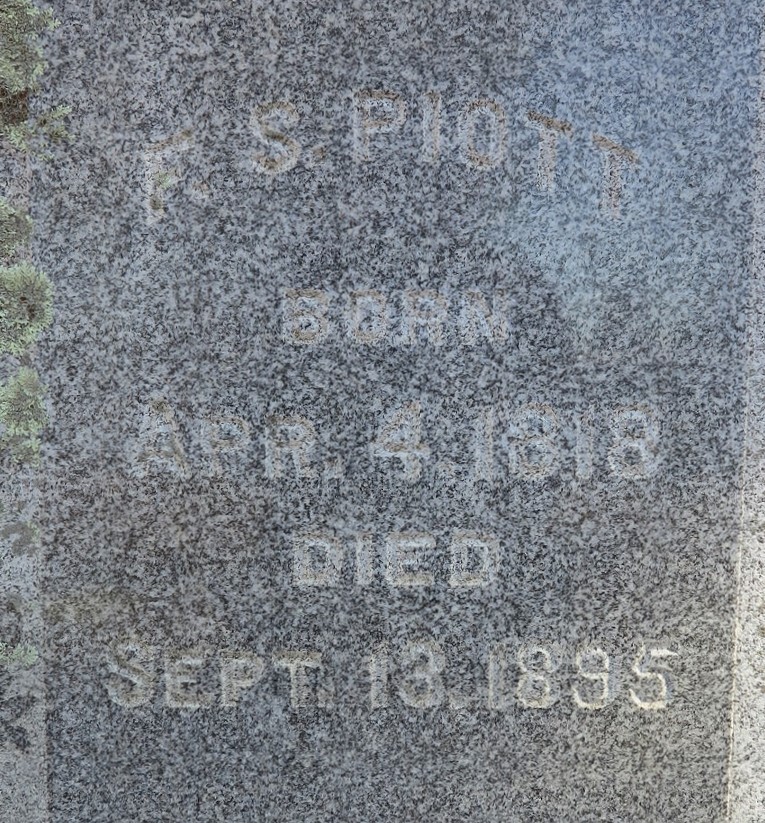 F. S. PIOTT
BORN
APR. 4. 1818
DIED
SEPT. 13. 1895